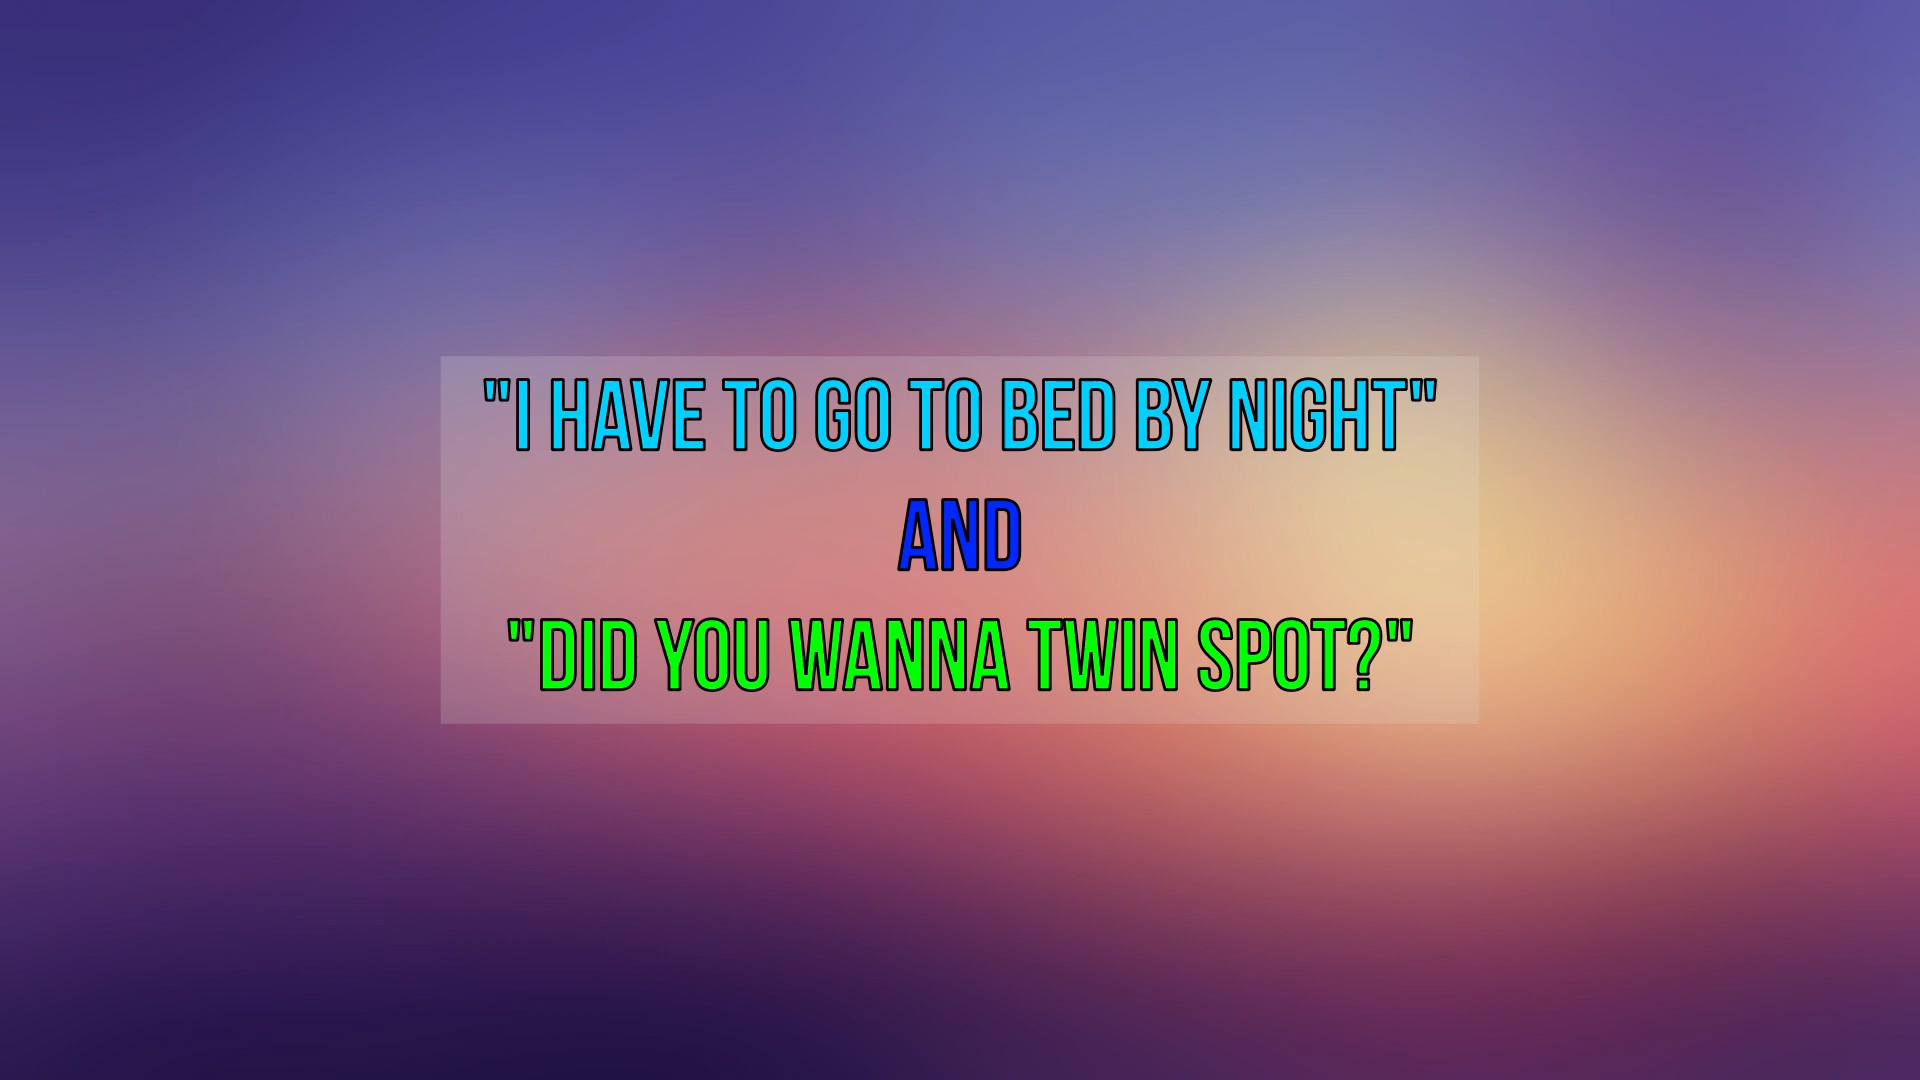 "I HAVE TO GO TO BED BY NIGHT"
AND
"DID YOU WANNA TWIN SPOT?"